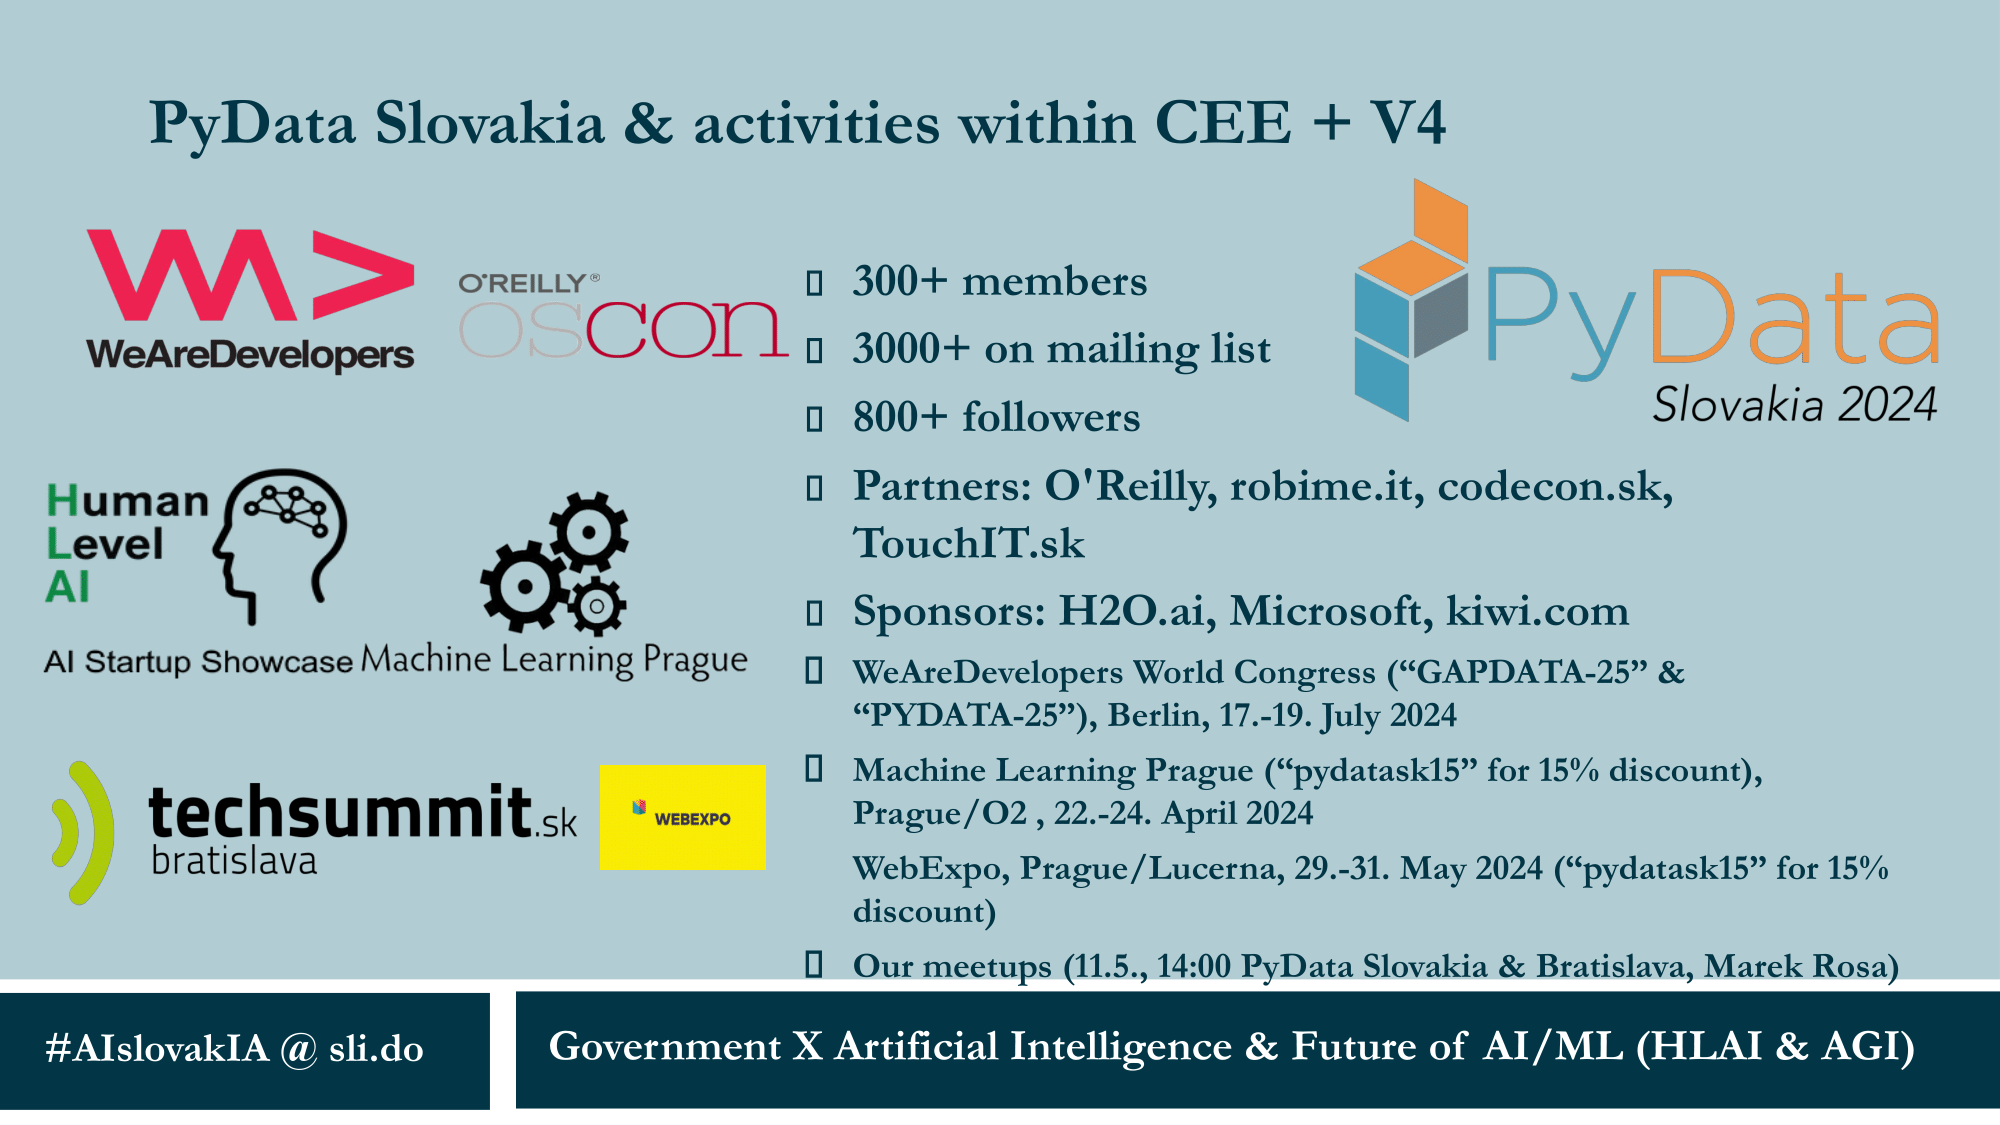 PyData Slovakia & activities within CEE + V4
WeAreDevelopers
O'REILLY®
OSCON
300+ members
3000+ on mailing list
800+ followers
PyData
Slovakia 2024
Partners: O'Reilly, robime.it, codecon.sk,
TouchIT.sk
Human
Level
AI
AI Startup Showcase
Machine Learning Prague
Sponsors: H2O.ai, Microsoft, kiwi.com
WeAreDevelopers World Congress (“GAPDATA-25” &
“PYDATA-25”), Berlin, 17.-19. July 2024
Machine Learning Prague (“pydatask15” for 15% discount),
Prague/O2 , 22.-24. April 2024
WebExpo, Prague/Lucerna, 29.-31. May 2024 (“pydatask15” for 15%
discount)
Our meetups (11.5., 14:00 PyData Slovakia & Bratislava, Marek Rosa)
techsummit.sk
bratislava
WEBEXPO
#AIslovakIA @ sli.do
Government X Artificial Intelligence & Future of AI/ML (HLAI & AGI)